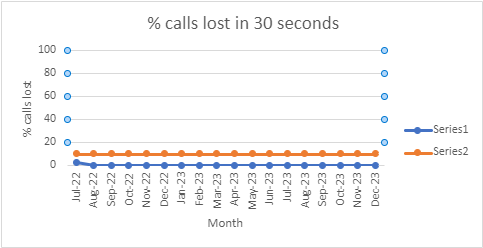 % calls lost in 30 seconds
100
80
60
40
20
0
% calls lost
Jul-22
Aug-22
Sep-22
Oct-22
Nov-22
Dec-22
Jan-23
Feb-23
Mar-23
Apr-23
May-23
Jun-23
Jul-23
Aug-23
Sep-23
Oct-23
Nov-23
Dec-23
Month
Series1
Series2